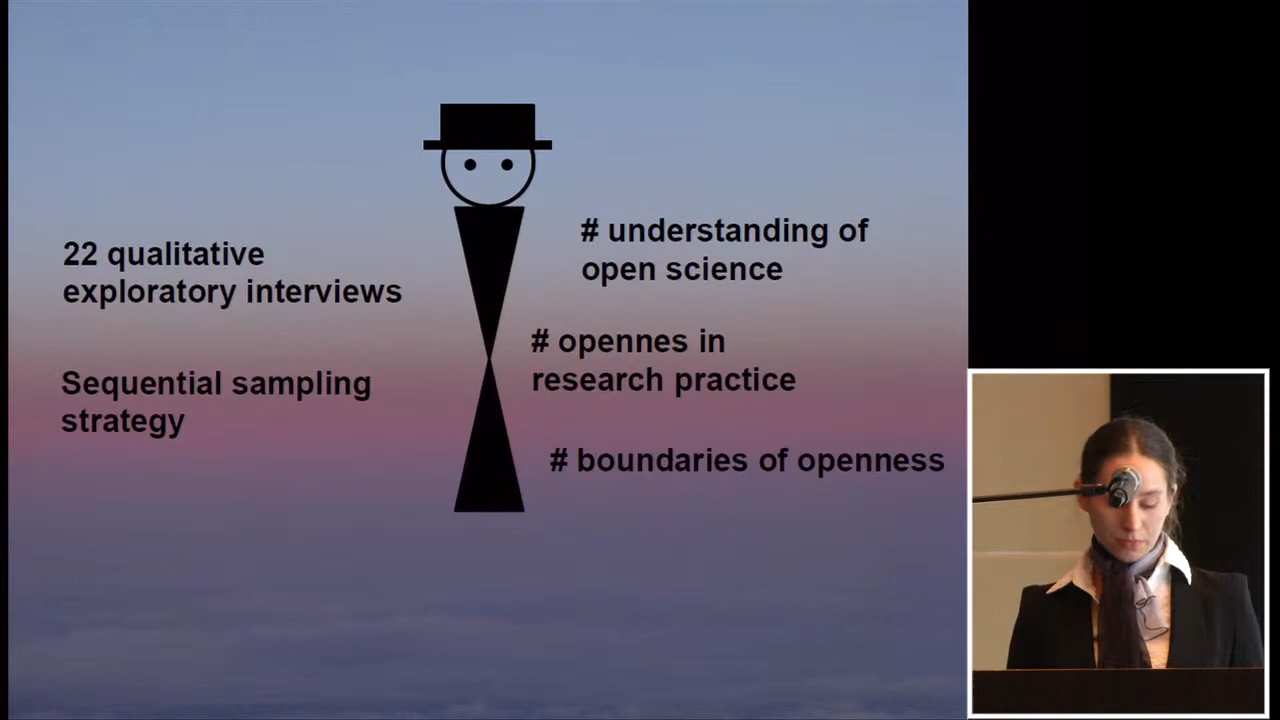 22 qualitative
exploratory interviews
Sequential sampling
strategy
# understanding of
open science
# opennes in
research practice
# boundaries of openness